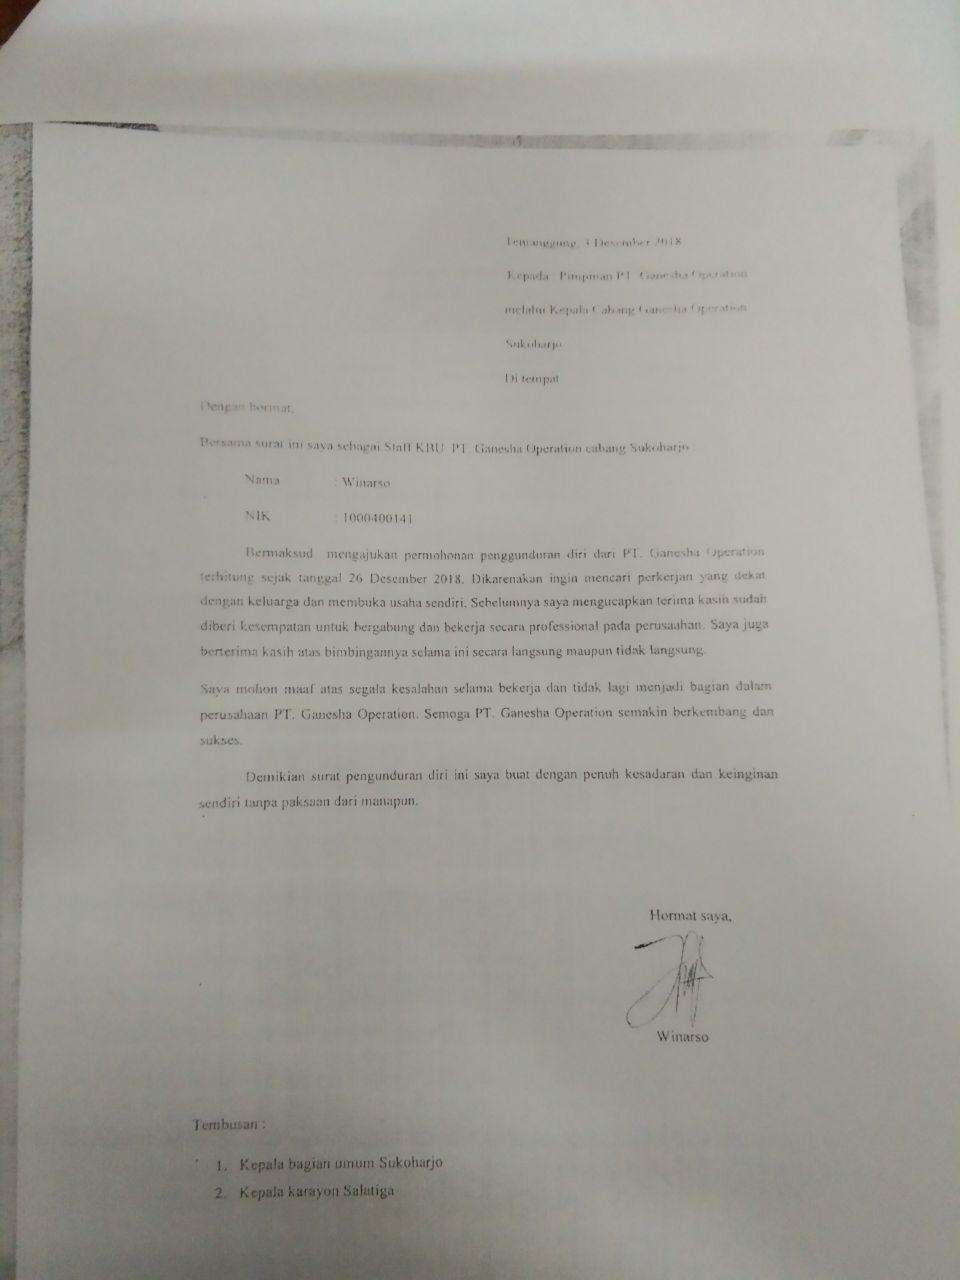 Temanggung, 3 Desember 2018
Kepada Pimpinan PT. Ganesha Operation
melalui Kepala Cabang Ganesha Operation
Sukoharjo
Di tempat
Dengan hormat,
Bersama surat ini saya sebagai Staff KBU PT. Ganesha Operation cabang Sukoharjo :
Nama : Winarso
NIK : 1000400141
Bermaksud mengajukan permohonan penggunduran diri dari PT. Ganesha Operation
terhitung sejak tanggal 26 Desember 2018. Dikarenakan ingin mencari perkerjan yang dekat
dengan keluarga dan membuka usaha sendiri. Sebelumnya saya mengucapkan terima kasih sudah
diberi kesempatan untuk bergabung dan bekerja secara professional pada perusaahan. Saya juga
berterima kasih atas bimbingannya selama ini secara langsung maupun tidak langsung.
Saya mohon maaf atas segala kesalahan selama bekerja dan tidak lagi menjadi bagian dalam
perusahaan PT. Ganesha Operation. Semoga PT. Ganesha Operation semakin berkembang dan
sukses.
Demikian surat pengunduran diri ini saya buat dengan penuh kesadaran dan keinginan
sendiri tanpa paksaan dari manapun.
Hormat saya,
Winarso
Tembusan :
1. Kepala bagian umum Sukoharjo
2. Kepala karayon Salatiga